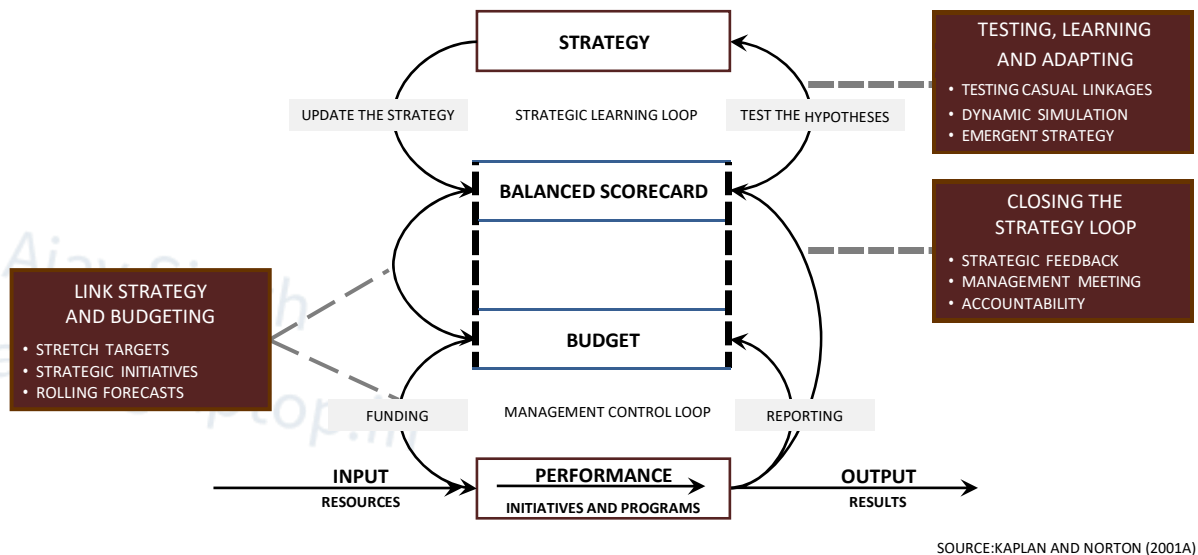 STRATEGY
TESTING, LEARNING
AND ADAPTING
• TESTING CASUAL LINKAGES
• DYNAMIC SIMULATION
• EMERGENT STRATEGY
UPDATE THE STRATEGY
STRATEGIC LEARNING LOOP
TEST THE HYPOTHESES
BALANCED SCORECARD
CLOSING THE
STRATEGY LOOP
• STRATEGIC FEEDBACK
• MANAGEMENT MEETING
• ACCOUNTABILITY
LINK STRATEGY
AND BUDGETING
• STRETCH TARGETS
• STRATEGIC INITIATIVES
• ROLLING FORECASTS
BUDGET
FUNDING
MANAGEMENT CONTROL LOOP
REPORTING
INPUT
RESOURCES
PERFORMANCE
INITIATIVES AND PROGRAMS
OUTPUT
RESULTS
SOURCE:KAPLAN AND NORTON (2001A)